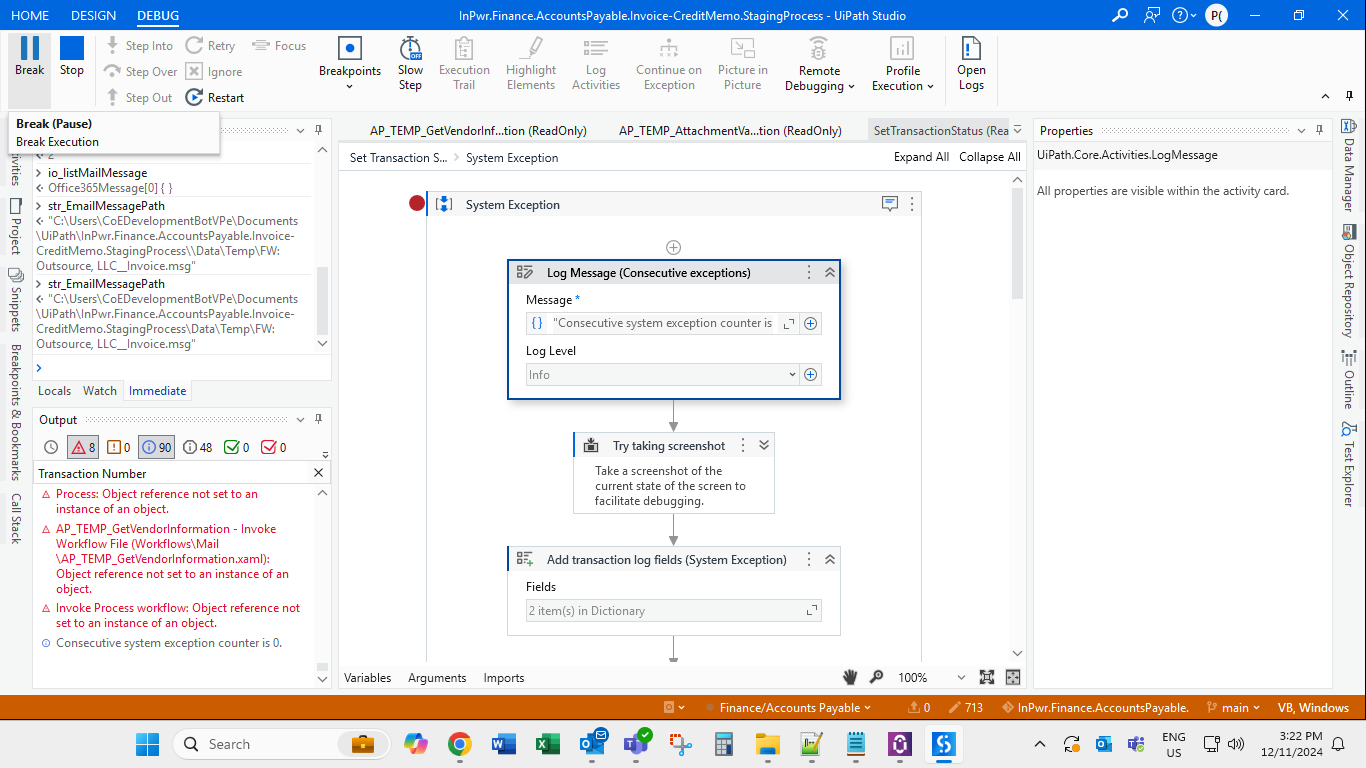 HOME DESIGN DEBUG InPwr.Finance.AccountsPayable.Invoice-CreditMemo.StagingProcess - UiPath Studio P(
Break
Stop
Step Into
Step Over
Step Out
Retry
Ignore
Restart
Focus
Breakpoints
Slow
Step
Execution
Trail
Highlight
Elements
Log
Activities
Continue on
Exception
Picture in
Picture
Remote
Debugging
Profile
Execution
Open
Logs
Break (Pause)
Break Execution
io_listMailMessage
Office365Message[0] { }
str_EmailMessagePath
"C:\Users\CoEDevelopmentBotVPe\Documents
\UiPath\InPwr.Finance.AccountsPayable.Invoice-
CreditMemo.StagingProcess\\Data\Temp\FW:
Outsource, LLC__Invoice.msg"
str_EmailMessagePath
"C:\Users\CoEDevelopmentBotVPe\Documents
\UiPath\InPwr.Finance.AccountsPayable.Invoice-
CreditMemo.StagingProcess\Data\Temp\FW:
Outsource, LLC__Invoice.msg"
Locals Watch Immediate
Project
Snippets
Breakpoints & Bookmarks
Call Stack
Output
8 0 90 48 0 0
Transaction Number
Process: Object reference not set to an
instance of an object.
AP_TEMP_GetVendorInformation - Invoke
Workflow File (Workflows\Mail
\AP_TEMP_GetVendorInformation.xaml):
Object reference not set to an instance of an
object.
Invoke Process workflow: Object reference not
set to an instance of an object.
Consecutive system exception counter is 0.
AP_TEMP_GetVendorInf...tion (ReadOnly) AP_TEMP_AttachmentVa...tion (ReadOnly) SetTransactionStatus (Rea
Set Transaction S... System Exception Expand All Collapse All
System Exception
Log Message (Consecutive exceptions)
Message *
{} "Consecutive system exception counter is
Log Level
Info
Try taking screenshot
Take a screenshot of the
current state of the screen to
facilitate debugging.
Add transaction log fields (System Exception)
Fields
2 item(s) in Dictionary
Variables Arguments Imports 100%
Properties
UiPath.Core.Activities.LogMessage
All properties are visible within the activity card.
Data Manager
Object Repository
Outline
Test Explorer
Finance/Accounts Payable 0 713 InPwr.Finance.AccountsPayable. main VB, Windows
Search
ENG
US
3:22 PM
12/11/2024